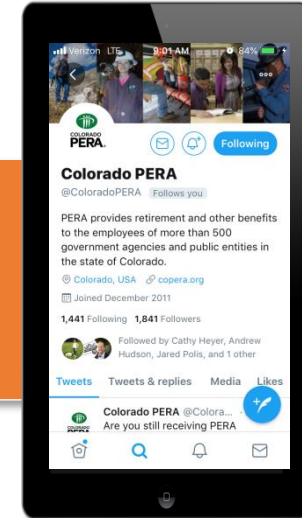 Verizon LTE 9:01 AM 84%
COLORADO
PERA
Following
Colorado PERA
@ColoradoPERA Follows you
PERA provides retirement and other benefits
to the employees of more than 500
government agencies and public entities in
the state of Colorado.
Colorado, USA copera.org
Joined December 2011
1,441 Following 1,841 Followers
Followed by Cathy Heyer, Andrew
Hudson, Jared Polis, and 1 other
Tweets Tweets & replies Media Likes
Colorado PERA @Colora... ·
COLORADO
Are you still receiving PERA